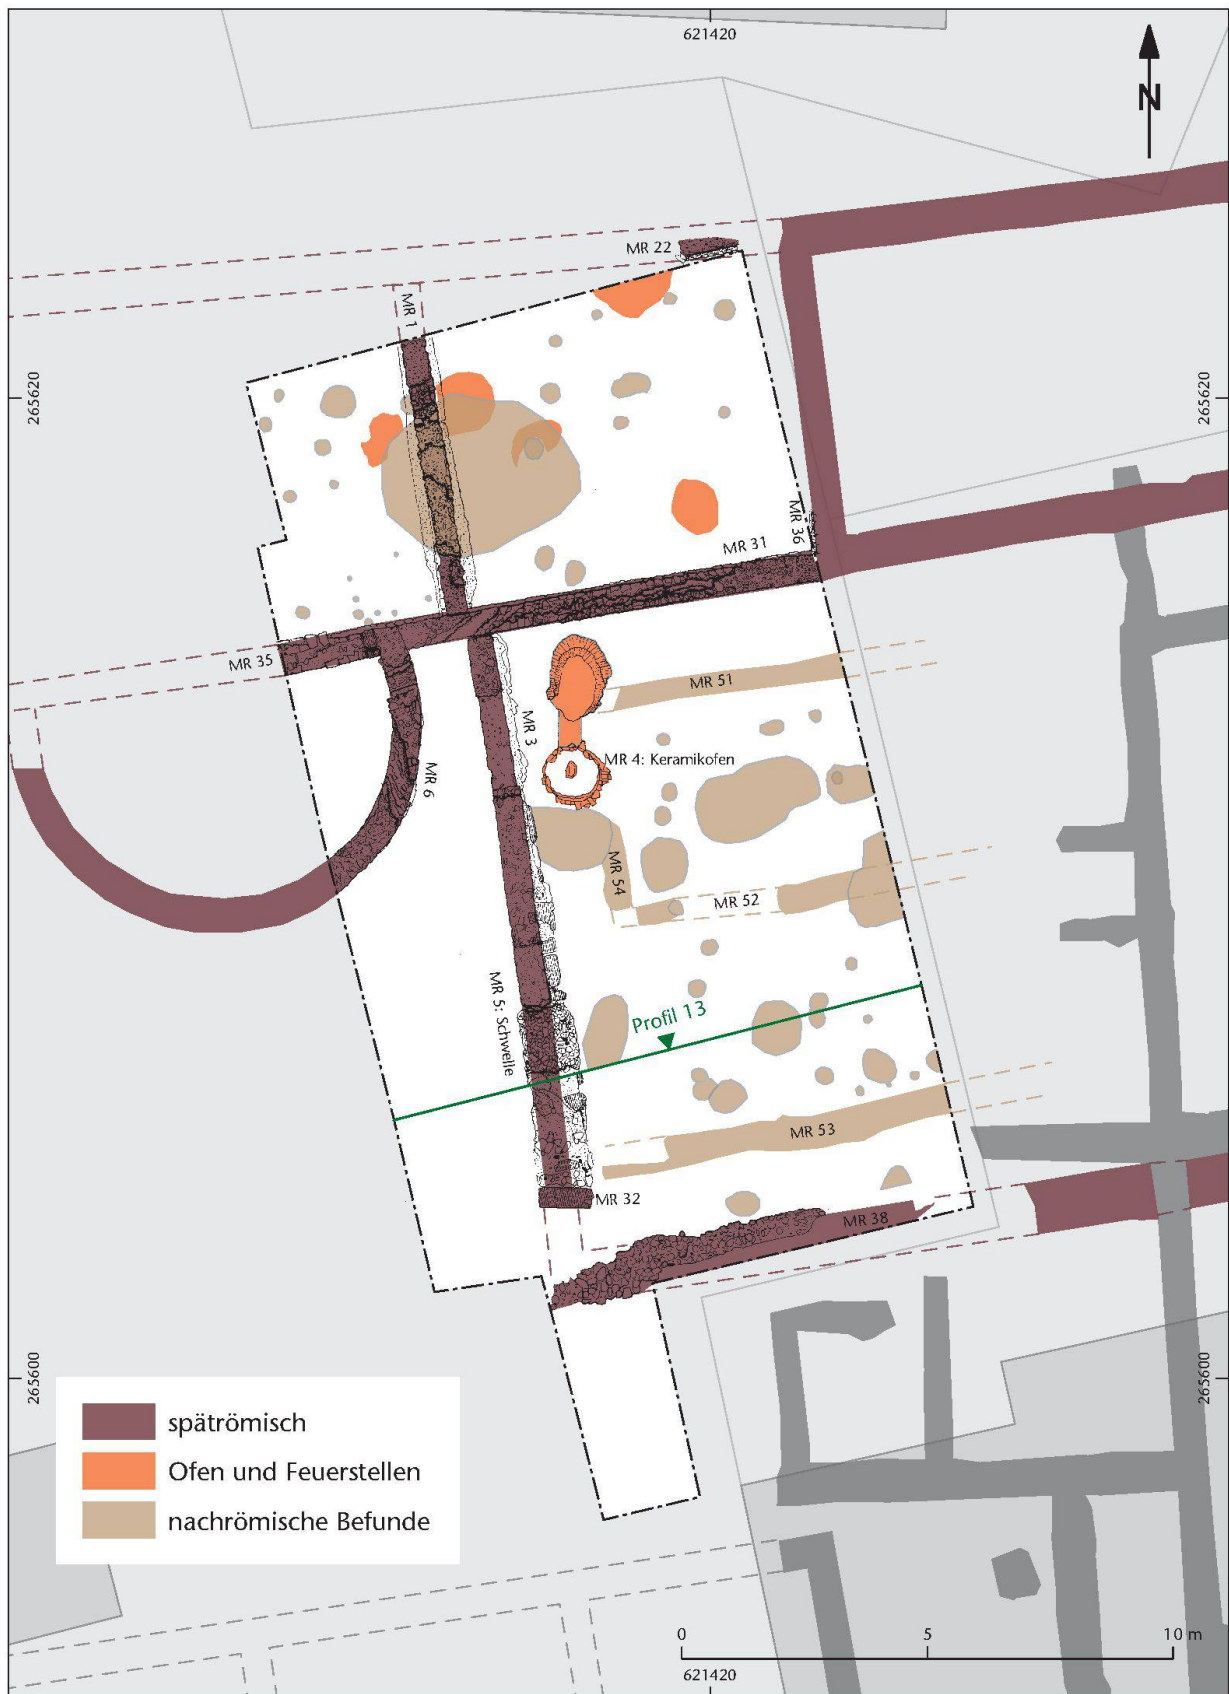 621420
N
MR 22
MR 1
265620
265620
MR 36
MR 31
MR 35
MR 51
MR 3
MR 4: Keramikofen
MR 6
MR 54
MR 52
MR 5: Schwelle
Profil 13
MR 53
MR 32
MR 38
265600
265600
spätrömisch
Ofen und Feuerstellen
nachrömische Befunde
0 5 10 m
621420